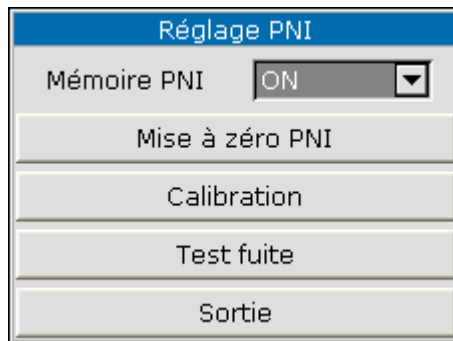 Réglage PNI
Mémoire PNI ON
Mise à zéro PNI
Calibration
Test fuite
Sortie